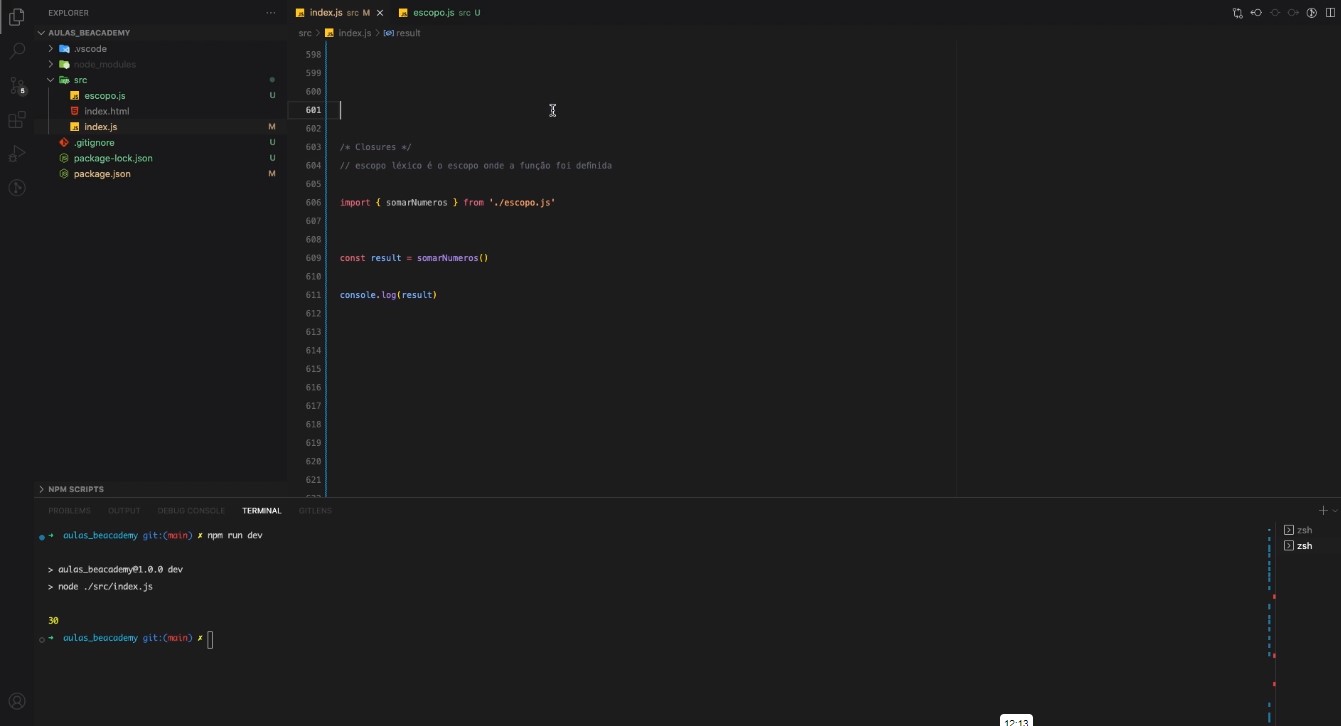 EXPLORER ···
AULAS_BEACADEMY
.vscode
node_modules
src
escopo.js U
index.html
index.js M
.gitignore U
package-lock.json U
package.json M
NPM SCRIPTS
5
index.js src M
escopo.js src U
src > index.js > result
598
599
600
601
602
603 /* Closures */
604 // escopo léxico é o escopo onde a função foi definida
605
606 import { somarNumeros } from './escopo.js'
607
608
609 const result = somarNumeros()
610
611 console.log(result)
612
613
614
615
616
617
618
619
620
621
PROBLEMS OUTPUT DEBUG CONSOLE TERMINAL GITLENS
➜ aulas_beacademy git:(main) ✗ npm run dev
> aulas_beacademy@1.0.0 dev
> node ./src/index.js
30
➜ aulas_beacademy git:(main) ✗
zsh
zsh
12:13